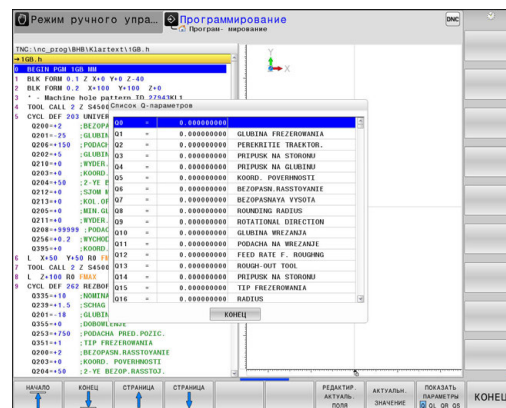 Режим ручного упра…
Программирование
Програм- мирование
DNC
TNC:\nc_prog\BHB\Klartext\1GB.h
→1GB.h
0 BEGIN PGM 1GB MM
1 BLK FORM 0.1 Z X+0 Y+0 Z-40
2 BLK FORM 0.2 X+100 Y+100 Z+0
3 * - Machine hole pattern ID 27943KL1
4 TOOL CALL 2 Z S4500
5 CYCL DEF 203 UNIVER
Q200=+2 ;BEZOPA
Q201=-25 ;GLUBIN
Q206=+150 ;PODACH
Q202=+5 ;GLUBIN
Q210=+0 ;WYDER.
Q203=+0 ;KOORD.
Q204=+50 ;2-YE B
Q212=+0 ;SJOM M
Q213=+0 ;KOL.OP
Q205=+0 ;MIN.GL
Q211=+0 ;WYDER.
Q208=+99999 ;PODAC
Q256=+0.2 ;WYCHOD
Q395=+0 ;KOORD.
6 L X+50 Y+50 R0 F
7 TOOL CALL 2 Z S4500
8 L Z+100 R0 FMAX
9 CYCL DEF 262 REZBOF
Q335=+10 ;NOMINA
Q239=+1.5 ;SCHAG
Q201=-18 ;GLUBIN
Q355=+0 ;DOBOWLENJE
Q253=+750 ;PODACHA PRED.POZIC.
Q351=+1 ;TIP FREZEROWANIA
Q200=+2 ;BEZOPASN.RASSTOYANIE
Q203=+0 ;KOORD. POVERHNOSTI
Q204=+50 ;2-YE BEZOP.RASSTOJ.
Y
X
Список Q-параметров
Q0 = 0.000000000
Q1 = 0.000000000 GLUBINA FREZEROWANIA
Q2 = 0.000000000 PEREKRITIE TRAEKTOR.
Q3 = 0.000000000 PRIPUSK NA STORONU
Q4 = 0.000000000 PRIPUSK NA GLUBINU
Q5 = 0.000000000 KOORD. POVERHNOSTI
Q6 = 0.000000000 BEZOPASN.RASSTOYANIE
Q7 = 0.000000000 BEZOPASNAYA VYSOTA
Q8 = 0.000000000 ROUNDING RADIUS
Q9 = 0.000000000 ROTATIONAL DIRECTION
Q10 = 0.000000000 GLUBINA WREZANJA
Q11 = 0.000000000 PODACHA NA WREZANIE
Q12 = 0.000000000 FEED RATE F. ROUGHNG
Q13 = 0.000000000 ROUGH-OUT TOOL
Q14 = 0.000000000 PRIPUSK NA STORONU
Q15 = 0.000000000 TIP FREZEROWANIA
Q16 = 0.000000000 RADIUS
КОНЕЦ
НАЧАЛО
КОНЕЦ
СТРАНИЦА
СТРАНИЦА
РЕДАКТИР. АКТУАЛЬ. ПОЛЯ
АКТУАЛЬН. ЗНАЧЕНИЕ
ПОКАЗАТЬ ПАРАМЕТРЫ Q QL QR QS
КОНЕЦ